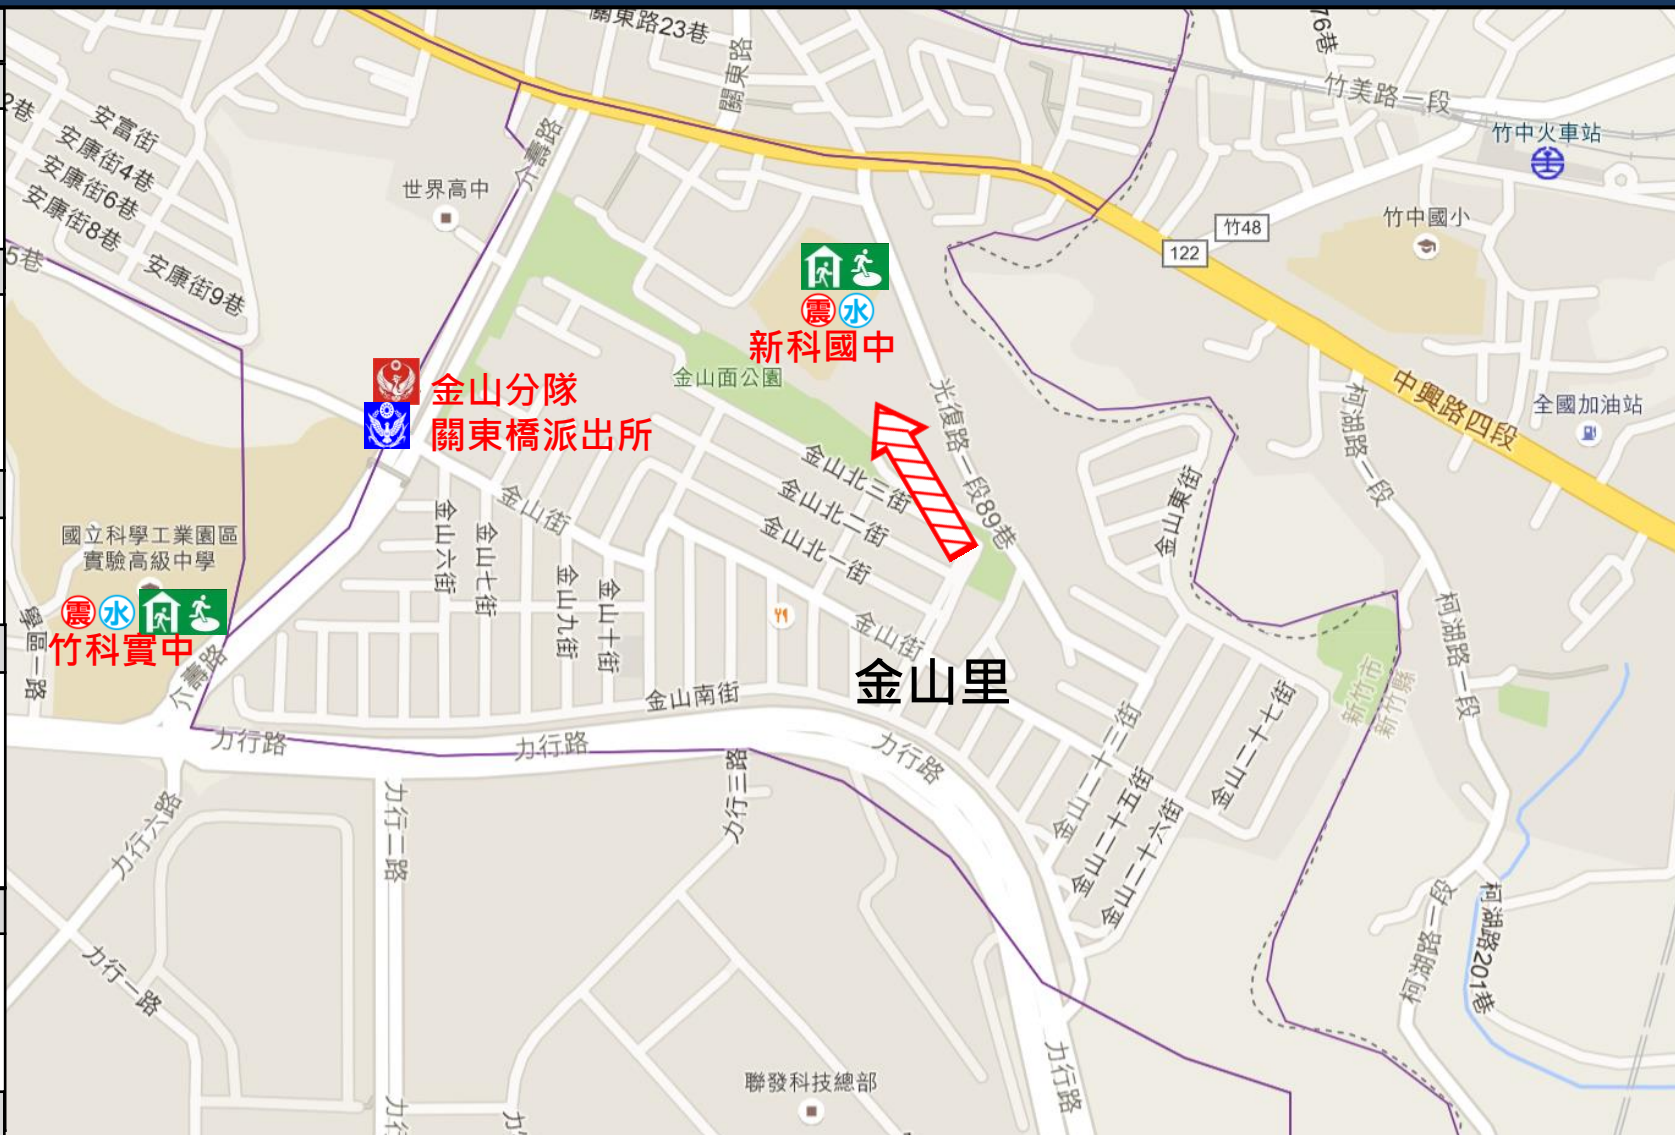 關東路23巷
關東路
76巷
竹美路一段
竹中火車站
2巷
安富街
安康街4巷
安康街6巷
安康街8巷
安康街9巷
5巷
介壽路
世界高中
竹48
122
竹中國小
震 水
新科國中
金山面公園
光復路一段89巷
金山分隊
關東橋派出所
中興路四段
柯湖路一段
全國加油站
金山北三街
金山北二街
金山北一街
金山東街
金山街
金山六街
金山七街
金山九街
金山十街
國立科學工業園區
實驗高級中學
震 水
竹科實中
學區一路
介壽路
金山街
金山里
金山南街
柯湖路一段
新竹市
新竹縣
力行路
力行路
力行路
金山二十三街
金山二十五街
金山二十六街
金山二十七街
力行三路
力行二路
力行六路
力行一路
柯湖路一段
柯湖路201巷
力行路
聯發科技總部